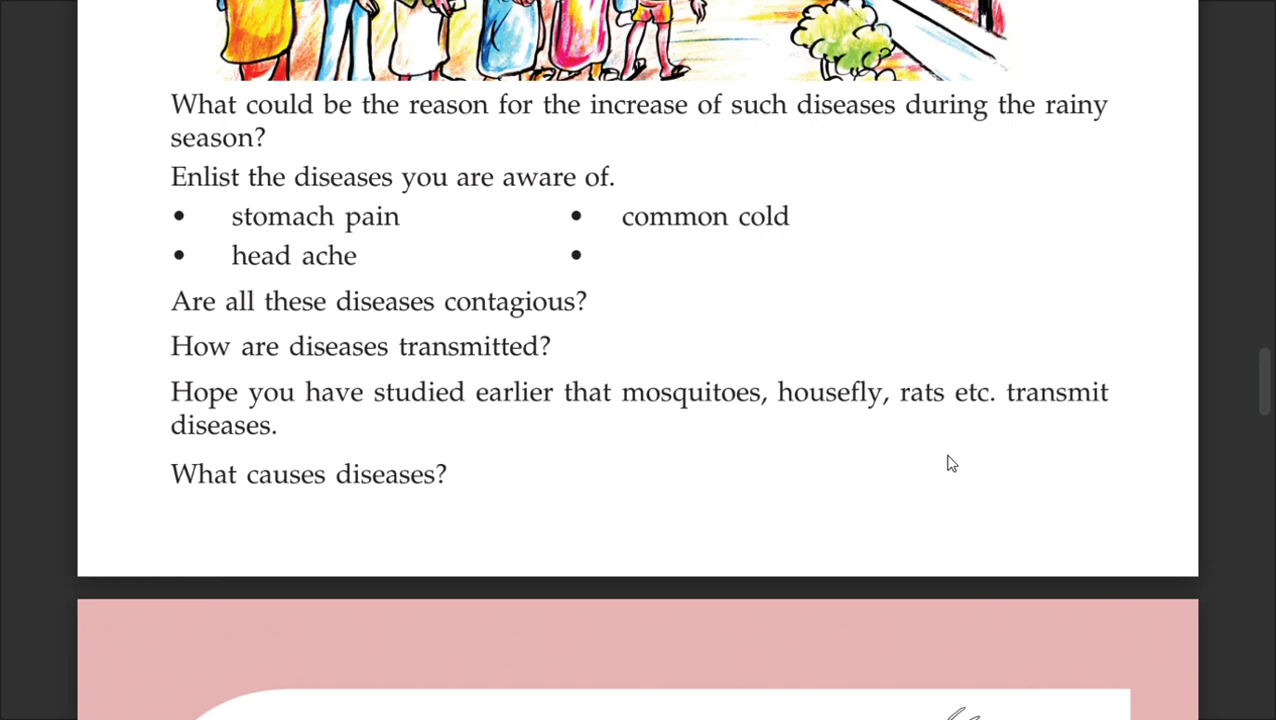 What could be the reason for the increase of such diseases during the rainy
season?
Enlist the diseases you are aware of.
• stomach pain • common cold
• head ache •
Are all these diseases contagious?
How are diseases transmitted?
Hope you have studied earlier that mosquitoes, housefly, rats etc. transmit
diseases.
What causes diseases?